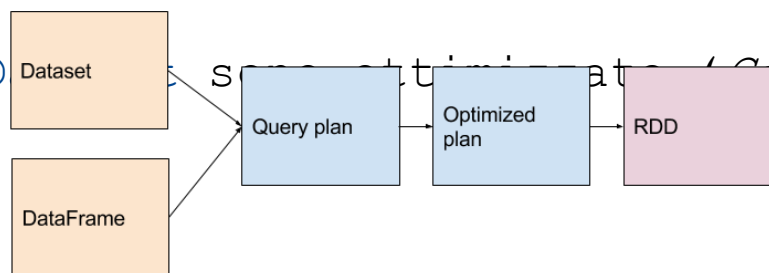 Dataset
Query plan
Optimized
plan
RDD
DataFrame